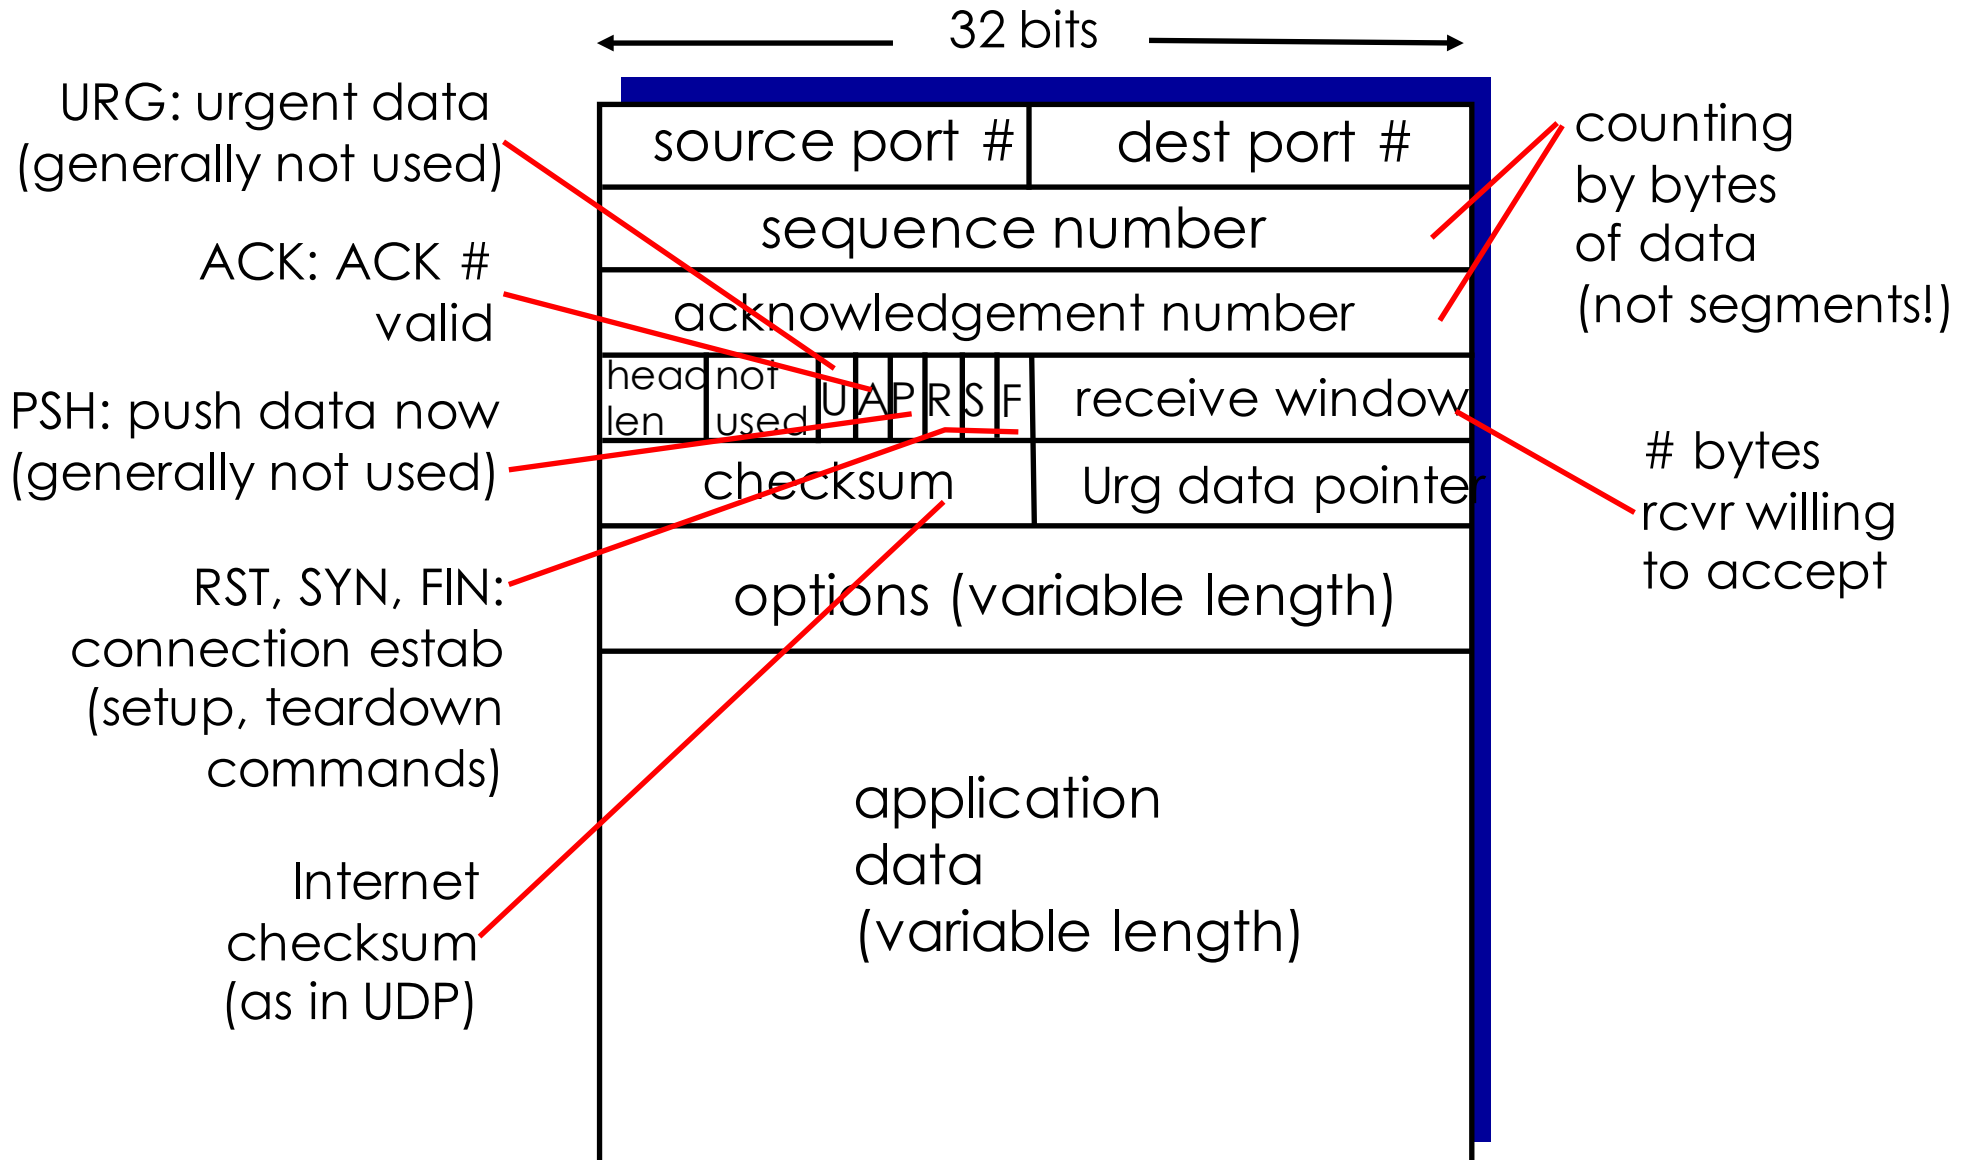 32 bits
URG: urgent data
(generally not used)
ACK: ACK #
valid
PSH: push data now
(generally not used)
RST, SYN, FIN:
connection estab
(setup, teardown
commands)
Internet
checksum
(as in UDP)
source port #
dest port #
sequence number
acknowledgement number
head
len
not
used
U
A
P
R
S
F
receive window
checksum
Urg data pointer
options (variable length)
application
data
(variable length)
counting
by bytes
of data
(not segments!)
# bytes
rcvr willing
to accept